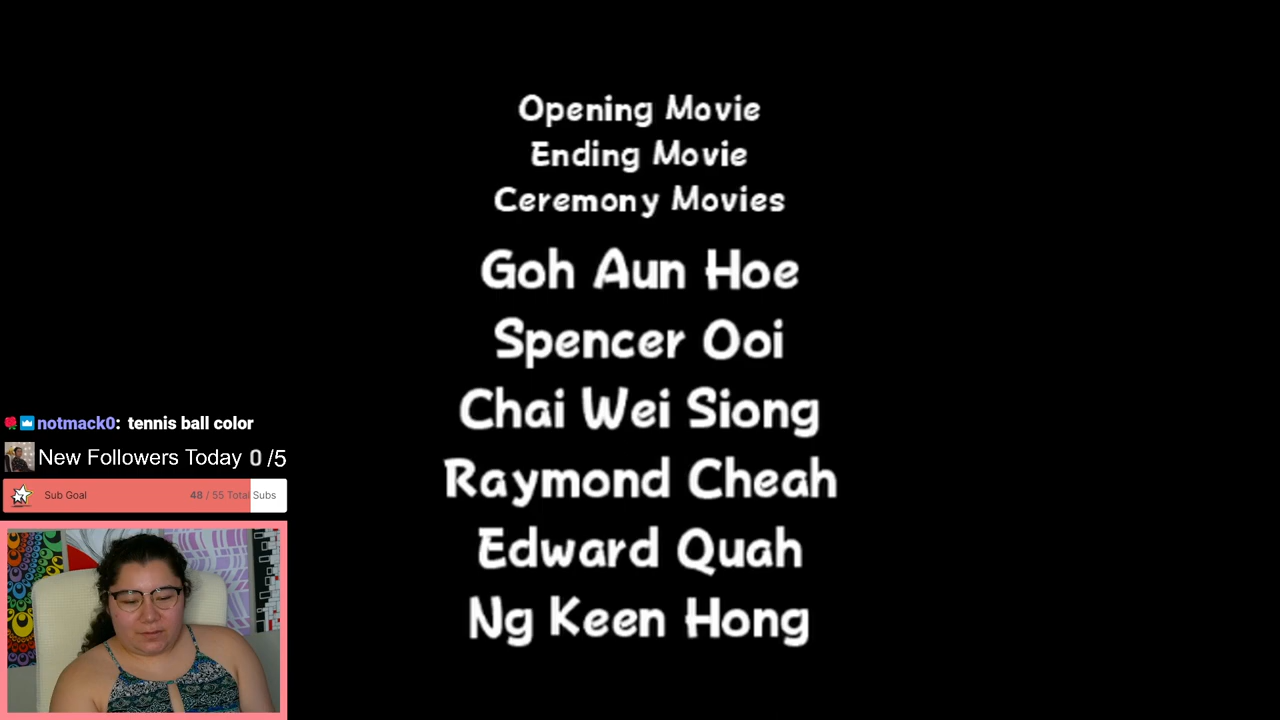 Opening Movie
Ending Movie
Ceremony Movies
Goh Aun Hoe
Spencer Ooi
Chai Wei Siong
Raymond Cheah
Edward Quah
Ng Keen Hong
notmack0: tennis ball color
New Followers Today 0 /5
Sub Goal 48 / 55 Total Subs